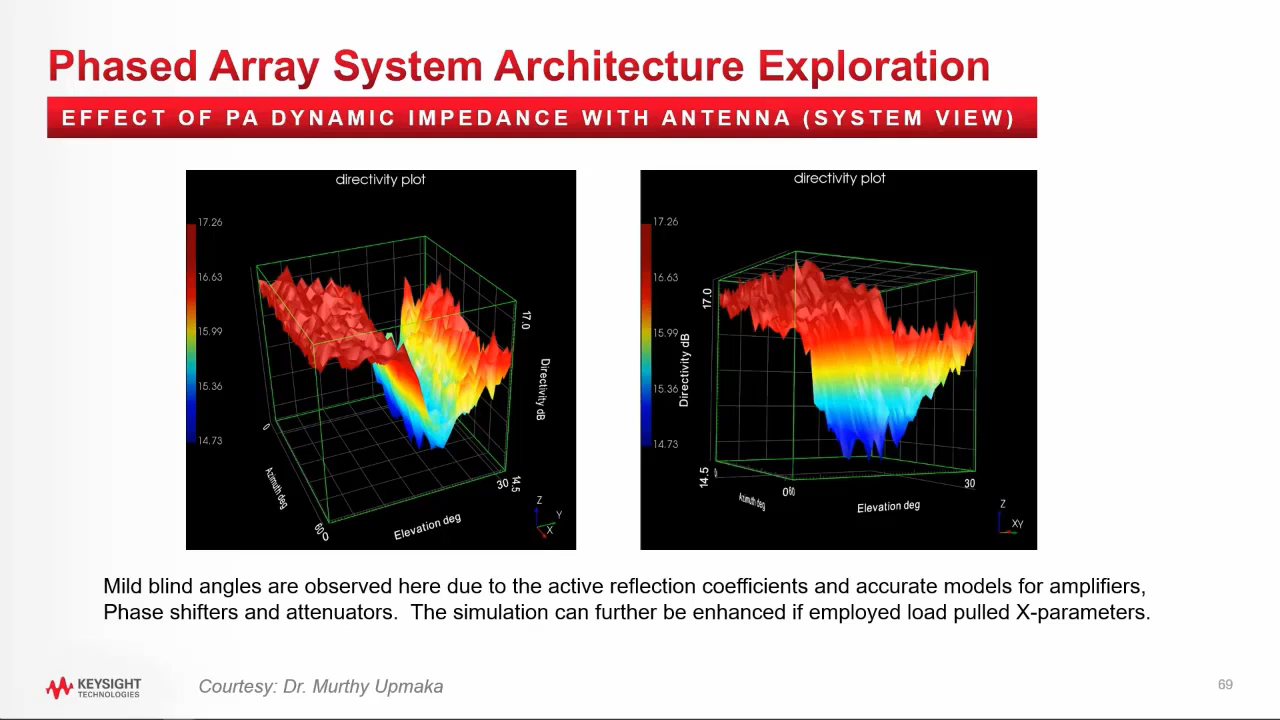 Phased Array System Architecture Exploration
EFFECT OF PA DYNAMIC IMPEDANCE WITH ANTENNA (SYSTEM VIEW)
directivity plot
17.26
16.63
15.99
15.36
14.73
17.0
Directivity dB
14.5
30
Elevation deg
0
60
Azimuth deg
0
Z
Y
X
directivity plot
17.26
16.63
15.99
15.36
14.73
17.0
Directivity dB
14.5
0
Azimuth deg
60
0
Elevation deg
30
Z
XY
Mild blind angles are observed here due to the active reflection coefficients and accurate models for amplifiers,
Phase shifters and attenuators. The simulation can further be enhanced if employed load pulled X-parameters.
KEYSIGHT
TECHNOLOGIES
Courtesy: Dr. Murthy Upmaka
69